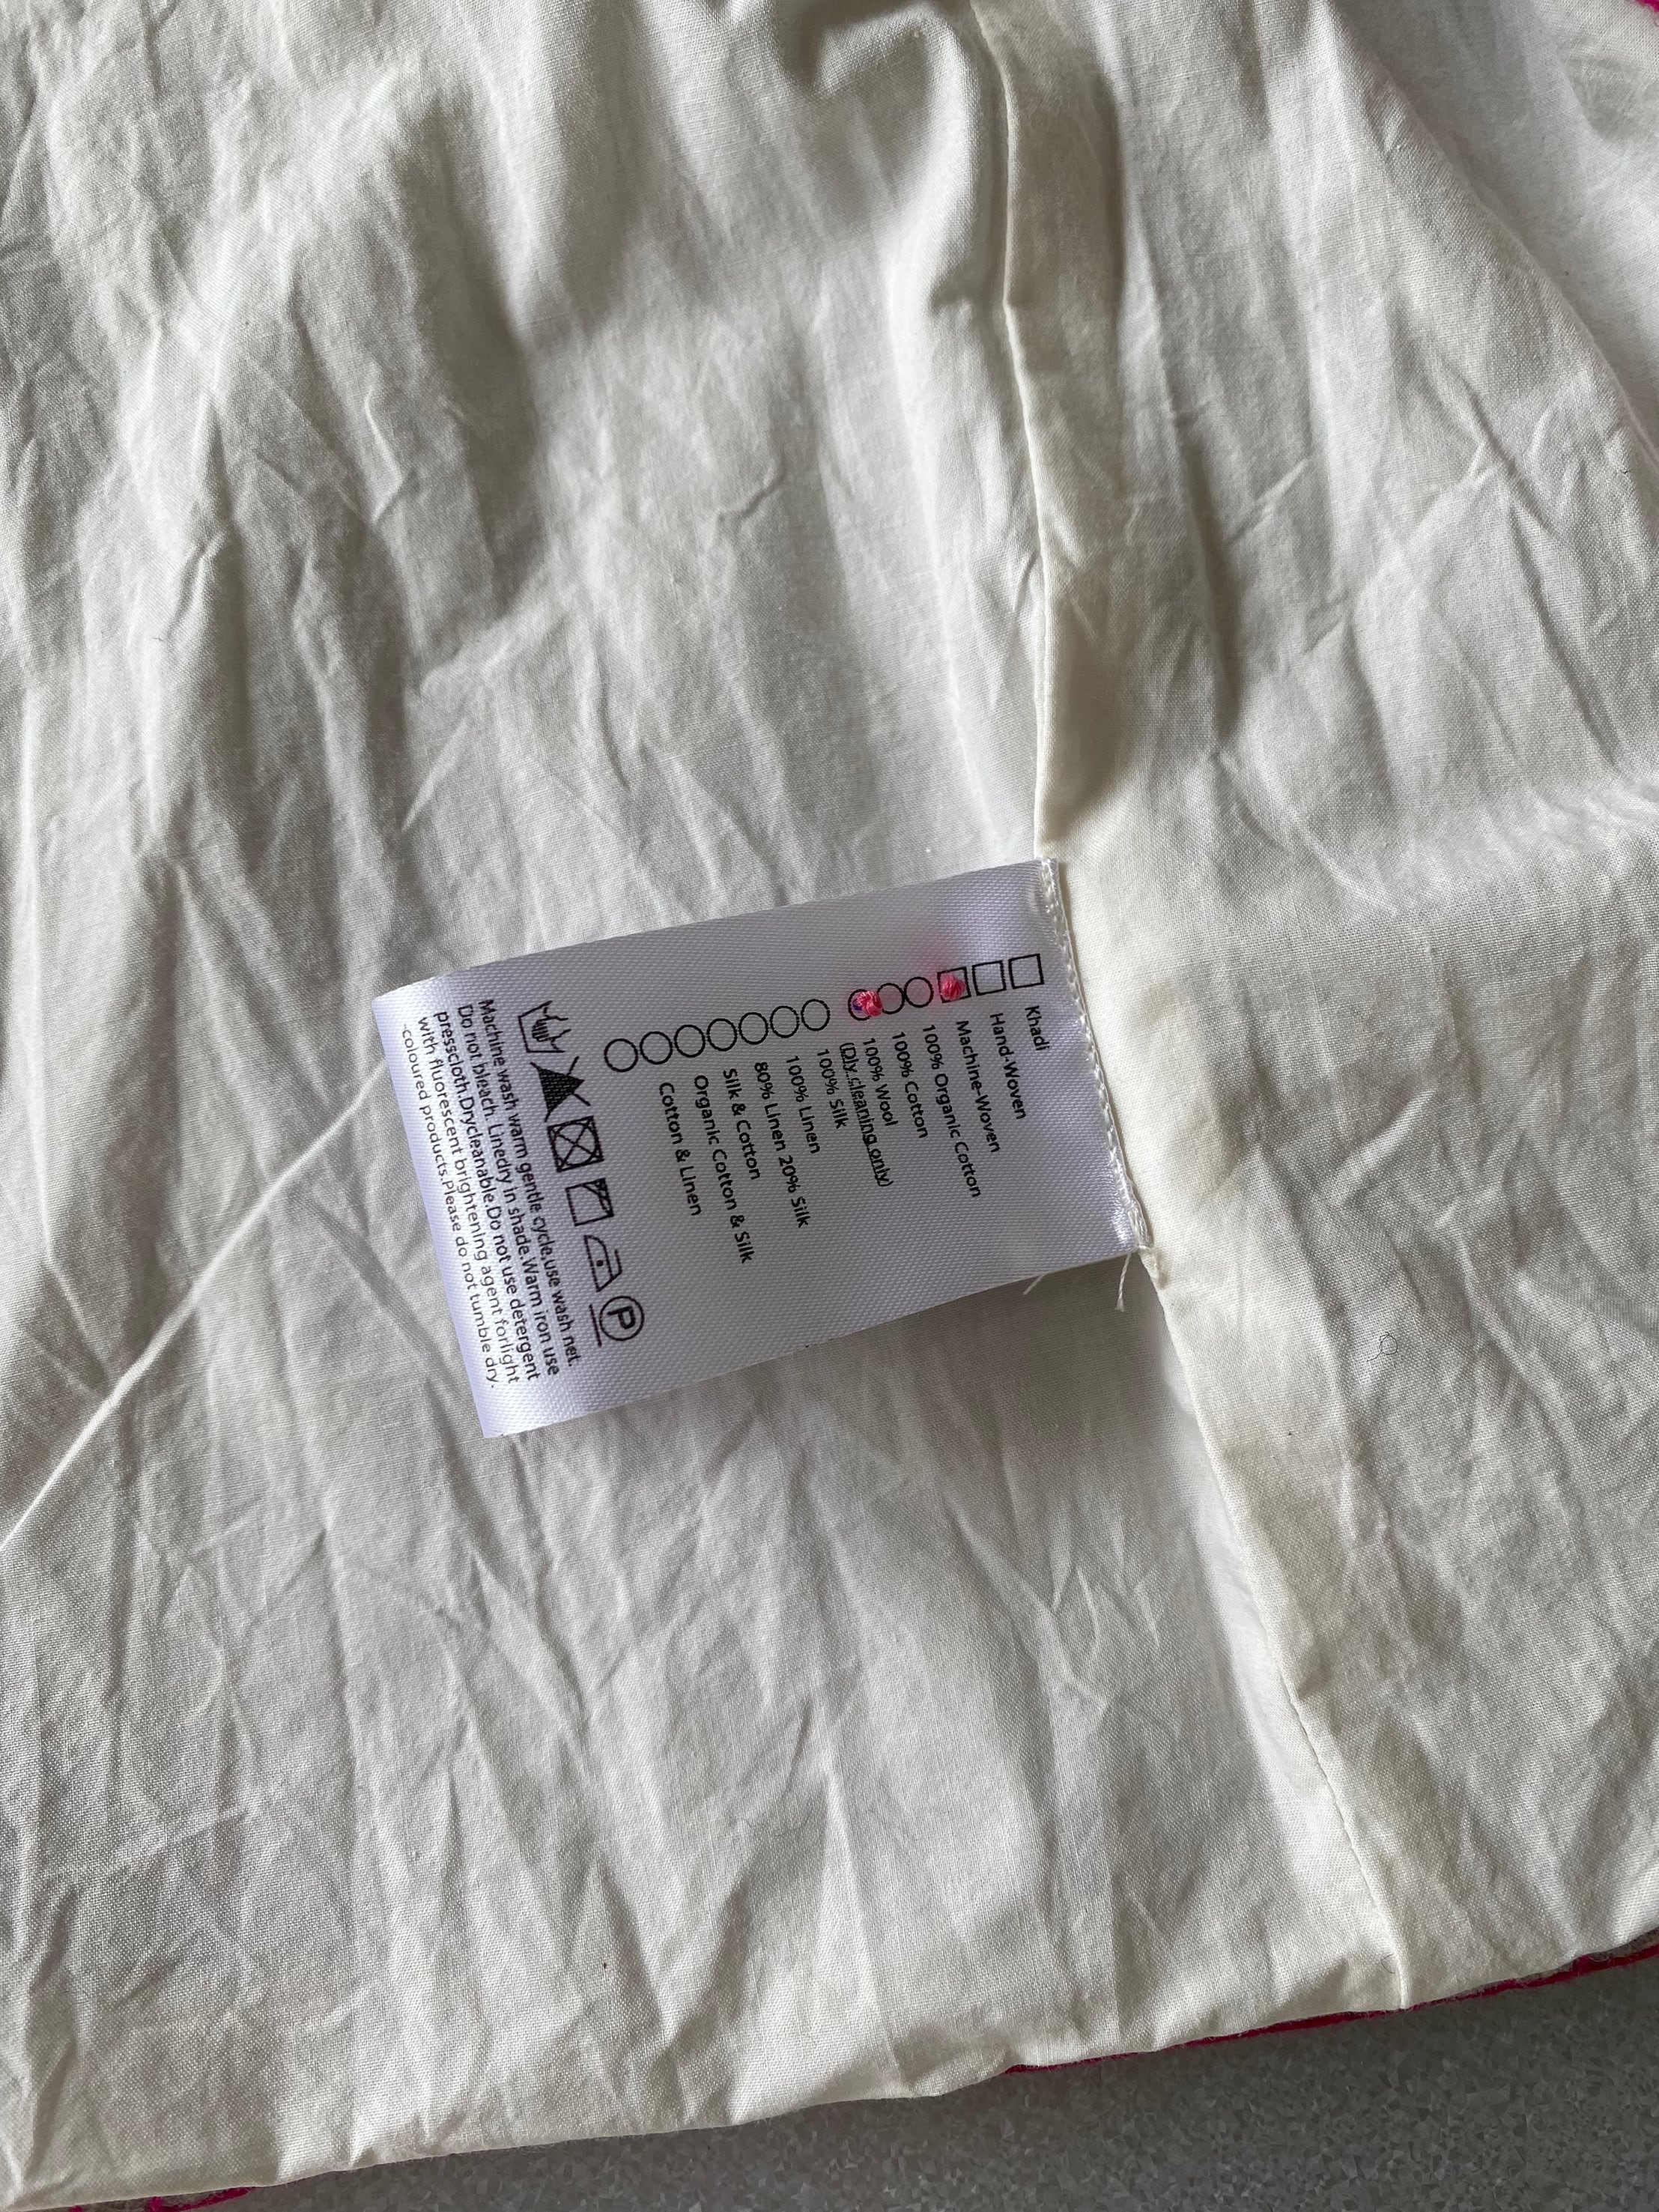 Khadi
Hand-Woven
Machine-Woven
100% Organic Cotton
100% Cotton
100% Wool
(Dry cleaning only)
100% Silk
100% Linen
80% Linen 20% Silk
Silk & Cotton
Organic Cotton & Silk
Cotton & Linen
P
Machine wash warm gentle cycle,use wash net.
Do not bleach. Linedry in shade.Warm iron use
presscloth.Drycleanable.Do not use detergent
with fluorescent brightening agent forlight
-coloured products.Please do not tumble dry.